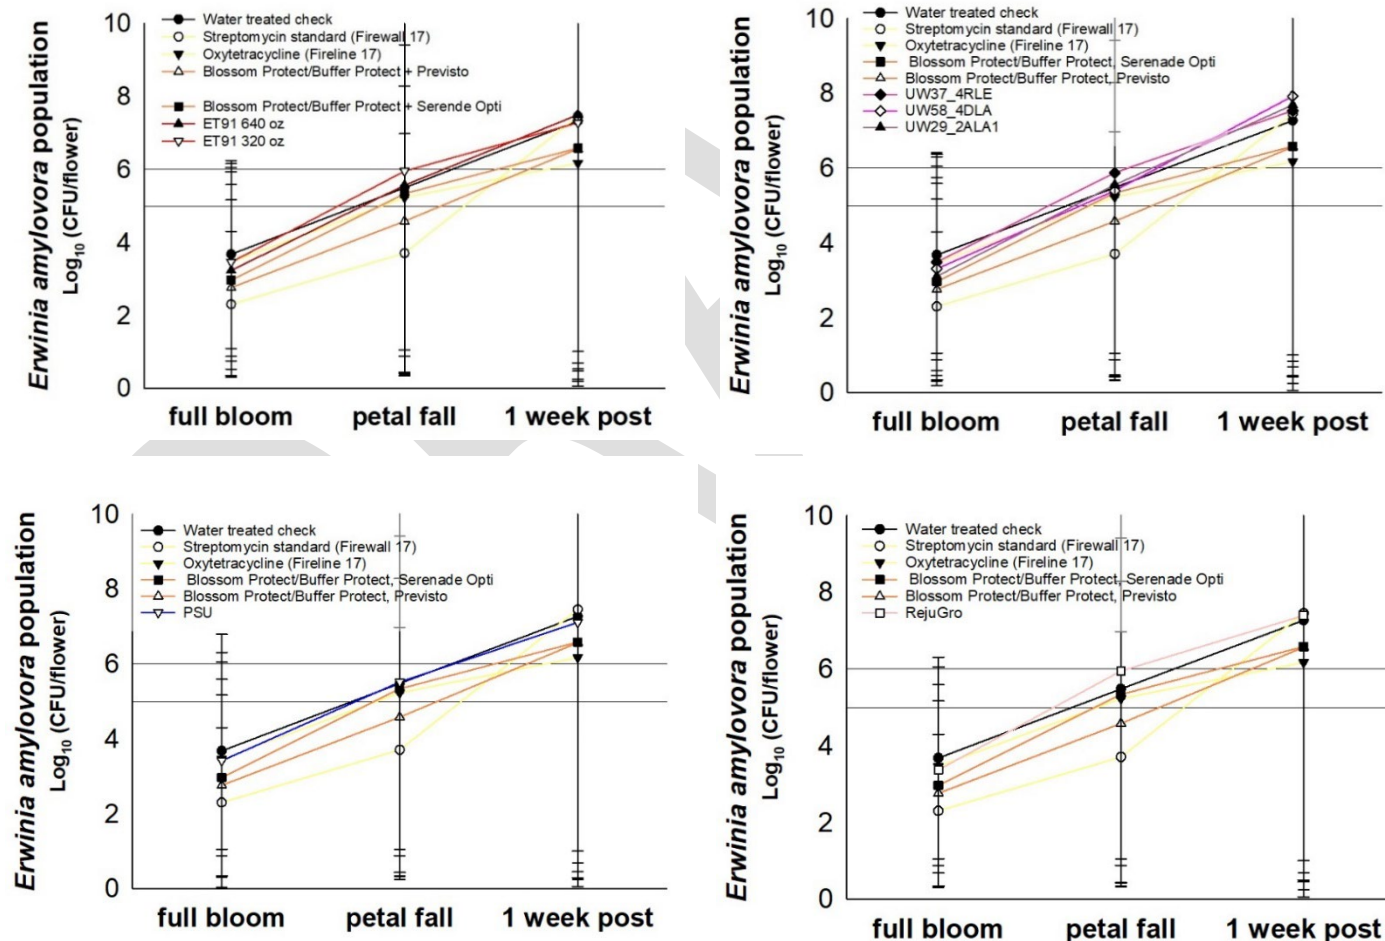 Erwinia amylovora population
Log10 (CFU/flower)
10
8
6
4
2
0
Water treated check
Streptomycin standard (Firewall 17)
Oxytetracycline (Fireline 17)
Blossom Protect/Buffer Protect + Previsto
Blossom Protect/Buffer Protect + Serende Opti
ET91 640 oz
ET91 320 oz
full bloom petal fall 1 week post
Erwinia amylovora population
Log10 (CFU/flower)
10
8
6
4
2
0
Water treated check
Streptomycin standard (Firewall 17)
Oxytetracycline (Fireline 17)
Blossom Protect/Buffer Protect, Serenade Opti
Blossom Protect/Buffer Protect, Previsto
UW37_4RLE
UW58_4DLA
UW29_2ALA1
full bloom petal fall 1 week post
Erwinia amylovora population
Log10 (CFU/flower)
10
8
6
4
2
0
Water treated check
Streptomycin standard (Firewall 17)
Oxytetracycline (Fireline 17)
Blossom Protect/Buffer Protect, Serenade Opti
Blossom Protect/Buffer Protect, Previsto
PSU
full bloom petal fall 1 week post
Erwinia amylovora population
Log10 (CFU/flower)
10
8
6
4
2
0
Water treated check
Streptomycin standard (Firewall 17)
Oxytetracycline (Fireline 17)
Blossom Protect/Buffer Protect, Serenade Opti
Blossom Protect/Buffer Protect, Previsto
RejuGro
full bloom petal fall 1 week post